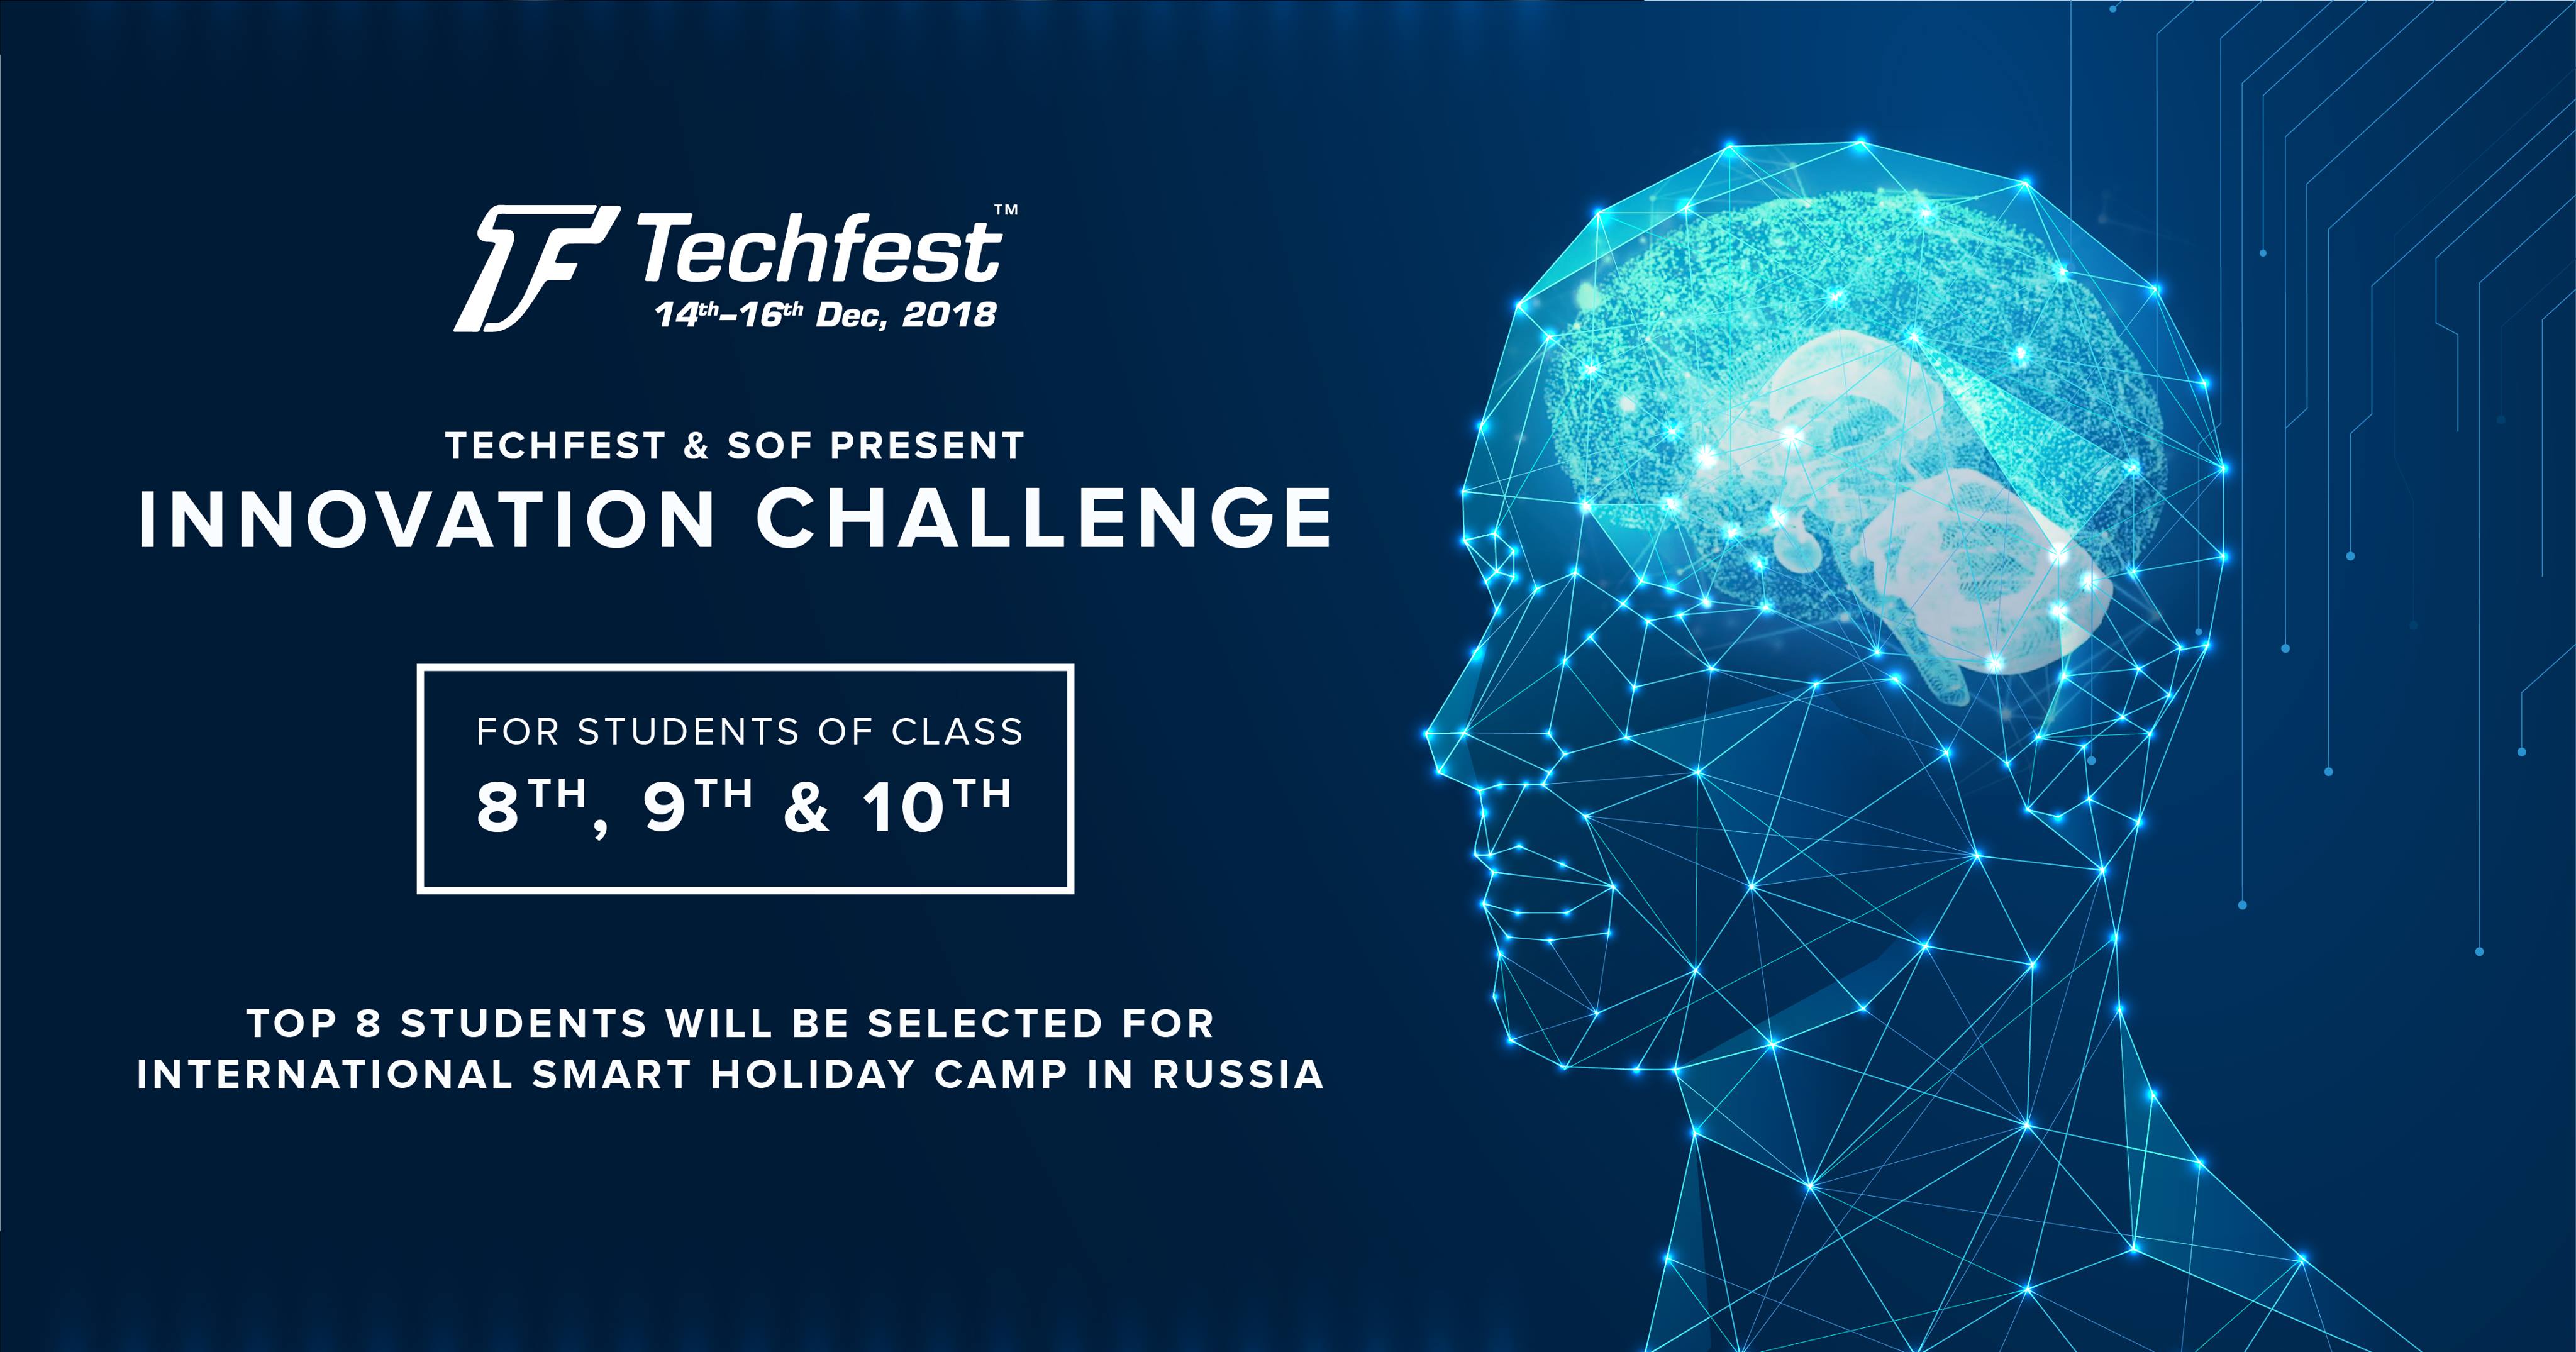 Techfest™
14th–16th Dec, 2018
TECHFEST & SOF PRESENT
INNOVATION CHALLENGE
FOR STUDENTS OF CLASS
8TH, 9TH & 10TH
TOP 8 STUDENTS WILL BE SELECTED FOR
INTERNATIONAL SMART HOLIDAY CAMP IN RUSSIA